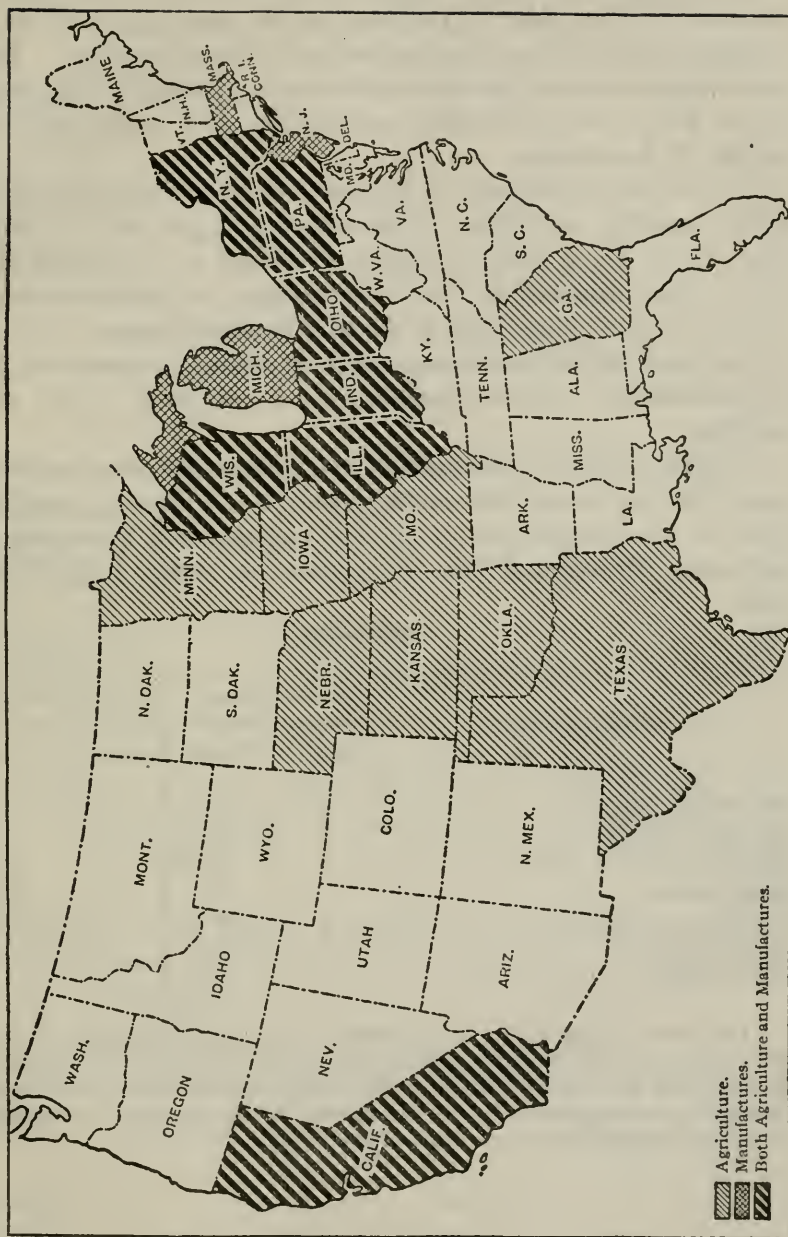 WASH.
OREGON
CALIF.
NEV.
IDAHO
MONT.
WYO.
UTAH
ARIZ.
COLO.
N. MEX.
N. DAK.
S. DAK.
NEBR.
KANSAS.
OKLA.
TEXAS
MINN.
IOWA
MO.
ARK.
LA.
WIS.
ILL.
MICH.
IND.
OIHO
KY.
TENN.
MISS.
ALA.
GA.
FLA.
S. C.
N. C.
VA.
W. VA.
MD.
DEL.
PA.
N. J.
N. Y.
CONN.
R. I.
MASS.
VT.
N.H.
MAINE
Agriculture.
Manufactures.
Both Agriculture and Manufactures.